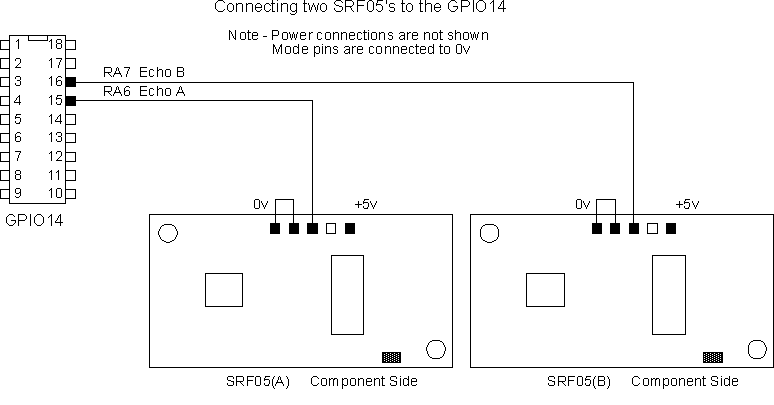 Connecting two SRF05's to the GPIO14
Note - Power connections are not shown
Mode pins are connected to 0v
1 18
2 17
3 16 RA7 Echo B
4 15 RA6 Echo A
5 14
6 13
7 12
8 11
9 10
GPIO14
0v +5v 0v +5v
SRF05(A) Component Side SRF05(B) Component Side